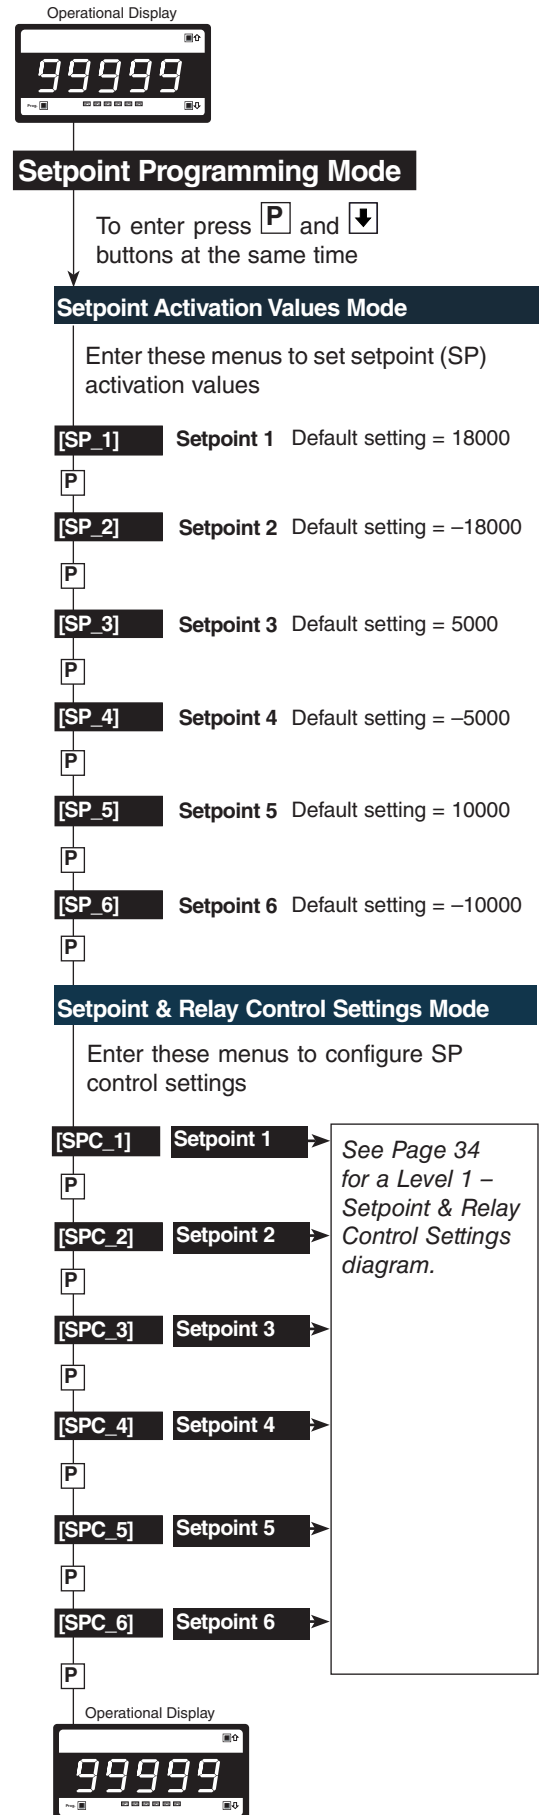 Operational Display
99999
Prog.
Setpoint Programming Mode
To enter press P and
buttons at the same time
Setpoint Activation Values Mode
Enter these menus to set setpoint (SP)
activation values
[SP_1] Setpoint 1 Default setting = 18000
P
[SP_2] Setpoint 2 Default setting = –18000
P
[SP_3] Setpoint 3 Default setting = 5000
P
[SP_4] Setpoint 4 Default setting = –5000
P
[SP_5] Setpoint 5 Default setting = 10000
P
[SP_6] Setpoint 6 Default setting = –10000
P
Setpoint & Relay Control Settings Mode
Enter these menus to configure SP
control settings
[SPC_1] Setpoint 1
See Page 34
for a Level 1 –
Setpoint & Relay
Control Settings
diagram.
P
[SPC_2] Setpoint 2
P
[SPC_3] Setpoint 3
P
[SPC_4] Setpoint 4
P
[SPC_5] Setpoint 5
P
[SPC_6] Setpoint 6
P
Operational Display
99999
Prog.